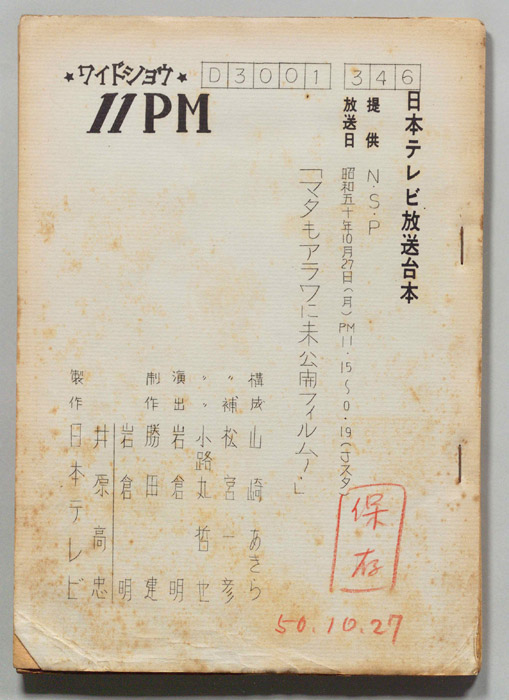 ワイドショウ
11PM
D3001 346
日本テレビ放送台本
提供 N・S・P
放送日 昭和五十年10月27日(月)PM11・15〜0・19(Jスタ)
「マタもアラワに未公開フィルム!」
構成 山崎あきら
〃補 松宮一彦
〃〃 小路丸哲也
演出 岩倉明
制作 勝田建
岩倉明
井原高忠
製作 日本テレビ
保存
50.10.27